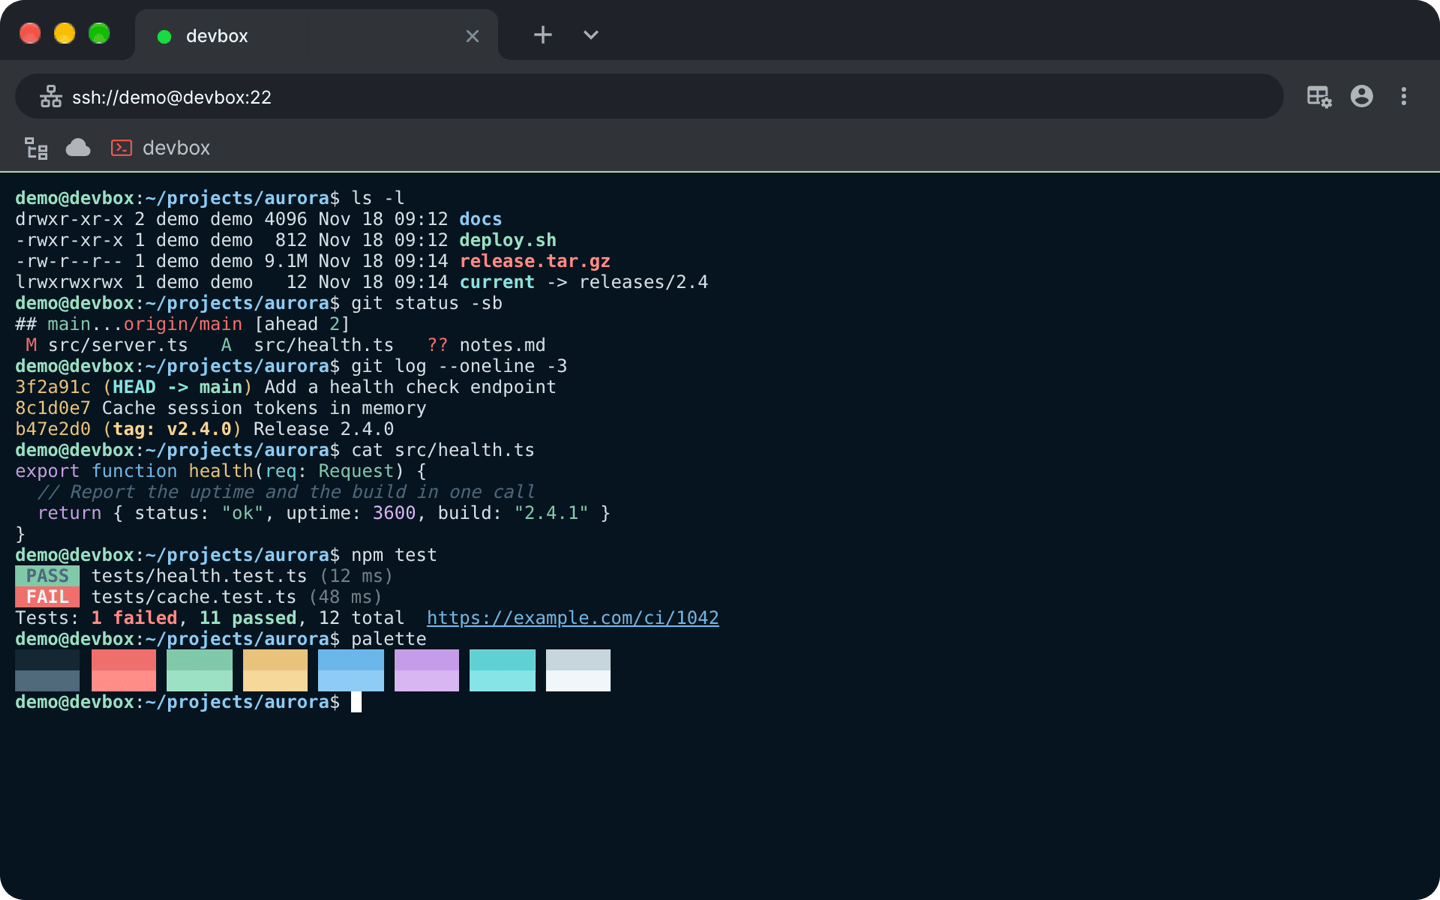 devbox
ssh://demo@devbox:22
devbox
demo@devbox:~/projects/aurora$ ls -l
drwxr-xr-x 2 demo demo 4096 Nov 18 09:12 docs
-rwxr-xr-x 1 demo demo  812 Nov 18 09:12 deploy.sh
-rw-r--r-- 1 demo demo 9.1M Nov 18 09:14 release.tar.gz
lrwxrwxrwx 1 demo demo   12 Nov 18 09:14 current -> releases/2.4
demo@devbox:~/projects/aurora$ git status -sb
## main...origin/main [ahead 2]
 M src/server.ts   A  src/health.ts   ?? notes.md
demo@devbox:~/projects/aurora$ git log --oneline -3
3f2a91c (HEAD -> main) Add a health check endpoint
8c1d0e7 Cache session tokens in memory
b47e2d0 (tag: v2.4.0) Release 2.4.0
demo@devbox:~/projects/aurora$ cat src/health.ts
export function health(req: Request) {
  // Report the uptime and the build in one call
  return { status: "ok", uptime: 3600, build: "2.4.1" }
}
demo@devbox:~/projects/aurora$ npm test
 PASS  tests/health.test.ts (12 ms)
 FAIL  tests/cache.test.ts (48 ms)
Tests: 1 failed, 11 passed, 12 total  https://example.com/ci/1042
demo@devbox:~/projects/aurora$ palette
demo@devbox:~/projects/aurora$